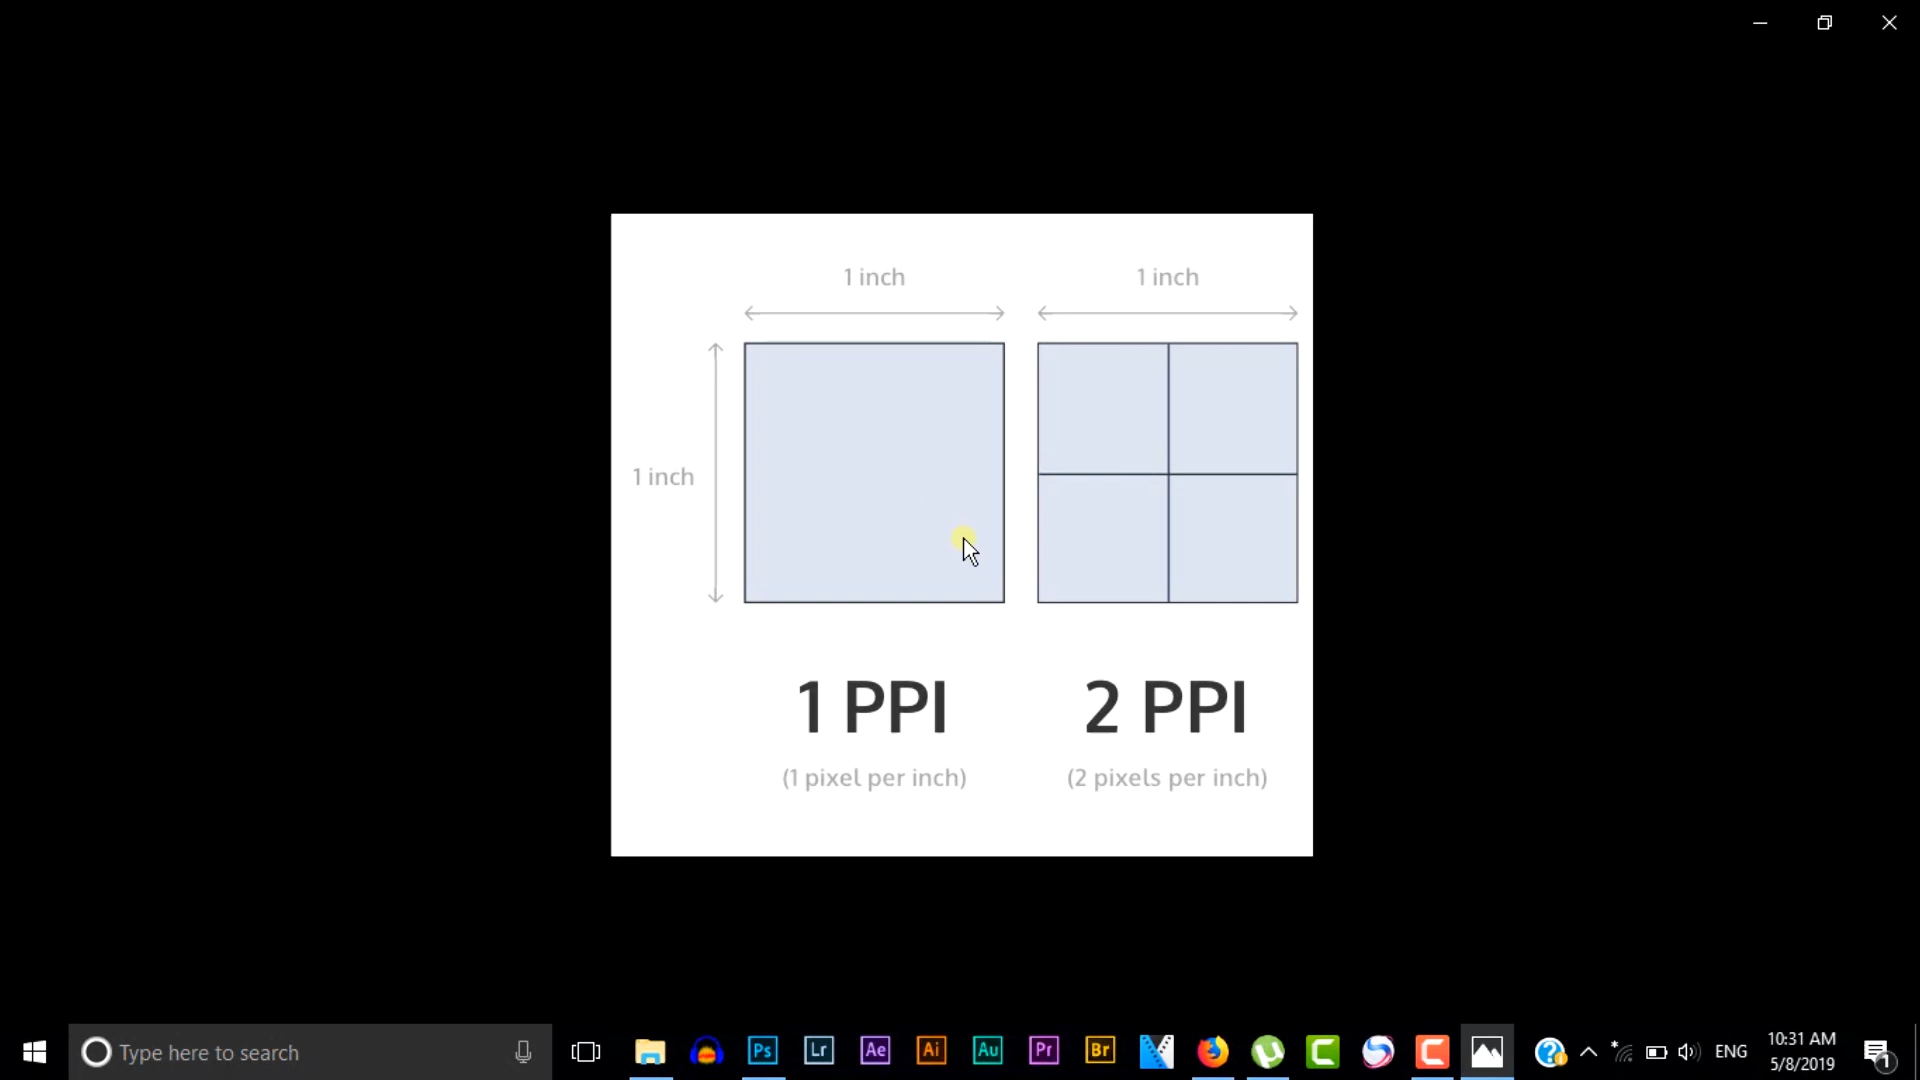 1 inch
1 inch
1 inch
1 PPI
2 PPI
(1 pixel per inch)
(2 pixels per inch)
Type here to search
Ps
Lr
Ae
Ai
Au
Pr
Br
ENG
10:31 AM
5/8/2019
1